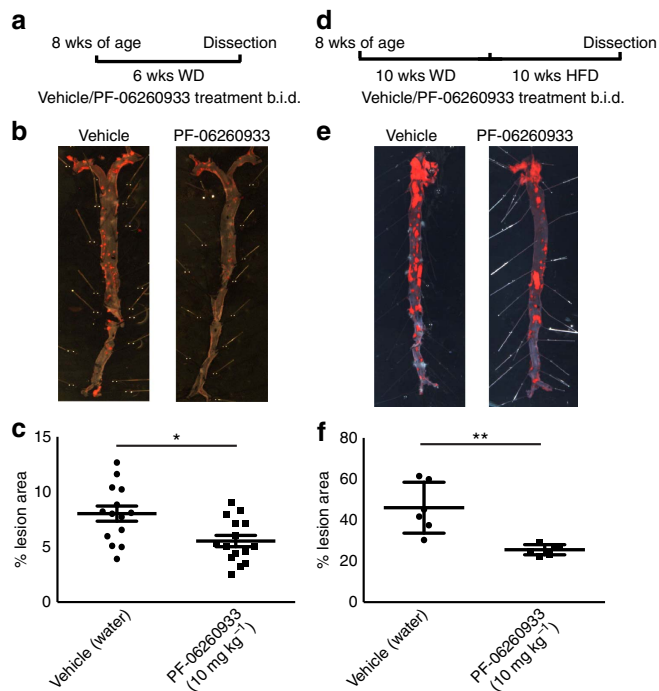 a
8 wks of age
Dissection
6 wks WD
Vehicle/PF-06260933 treatment b.i.d.
b
Vehicle
PF-06260933
c
15
10
5
0
% lesion area
*
Vehicle (water)
PF-06260933
(10 mg kg⁻¹)
d
8 wks of age
Dissection
10 wks WD
10 wks HFD
Vehicle/PF-06260933 treatment b.i.d.
e
Vehicle
PF-06260933
f
80
60
40
20
0
% lesion area
**
Vehicle (water)
PF-06260933
(10 mg kg⁻¹)